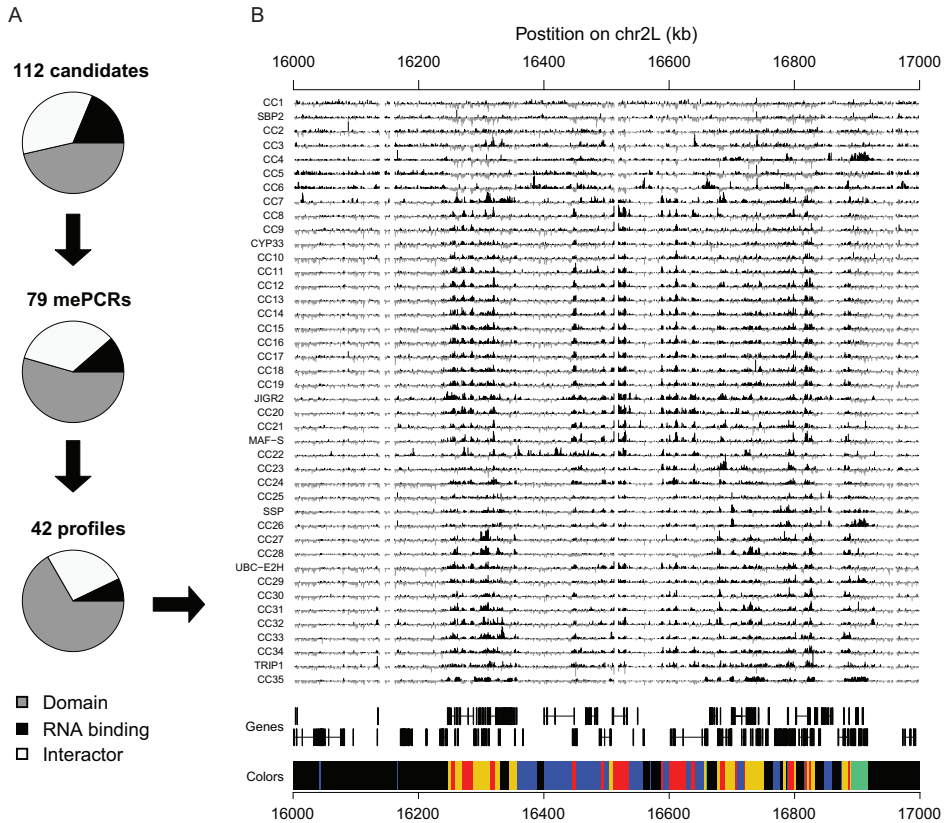 A
B
112 candidates
79 mePCRs
42 profiles
Domain
RNA binding
Interactor
Postition on chr2L (kb)
16000 16200 16400 16600 16800 17000
CC1
SBP2
CC2
CC3
CC4
CC5
CC6
CC7
CC8
CC9
CYP33
CC10
CC11
CC12
CC13
CC14
CC15
CC16
CC17
CC18
CC19
JIGR2
CC20
CC21
MAF-S
CC22
CC23
CC24
CC25
SSP
CC26
CC27
CC28
UBC-E2H
CC29
CC30
CC31
CC32
CC33
CC34
TRIP1
CC35
Genes
Colors
16000 16200 16400 16600 16800 17000